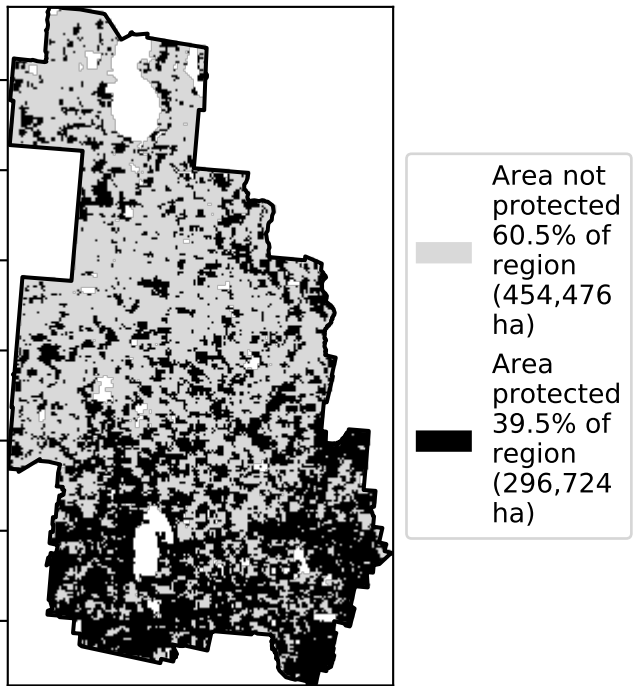 Area not
protected
60.5% of
region
(454,476
ha)
Area
protected
39.5% of
region
(296,724
ha)